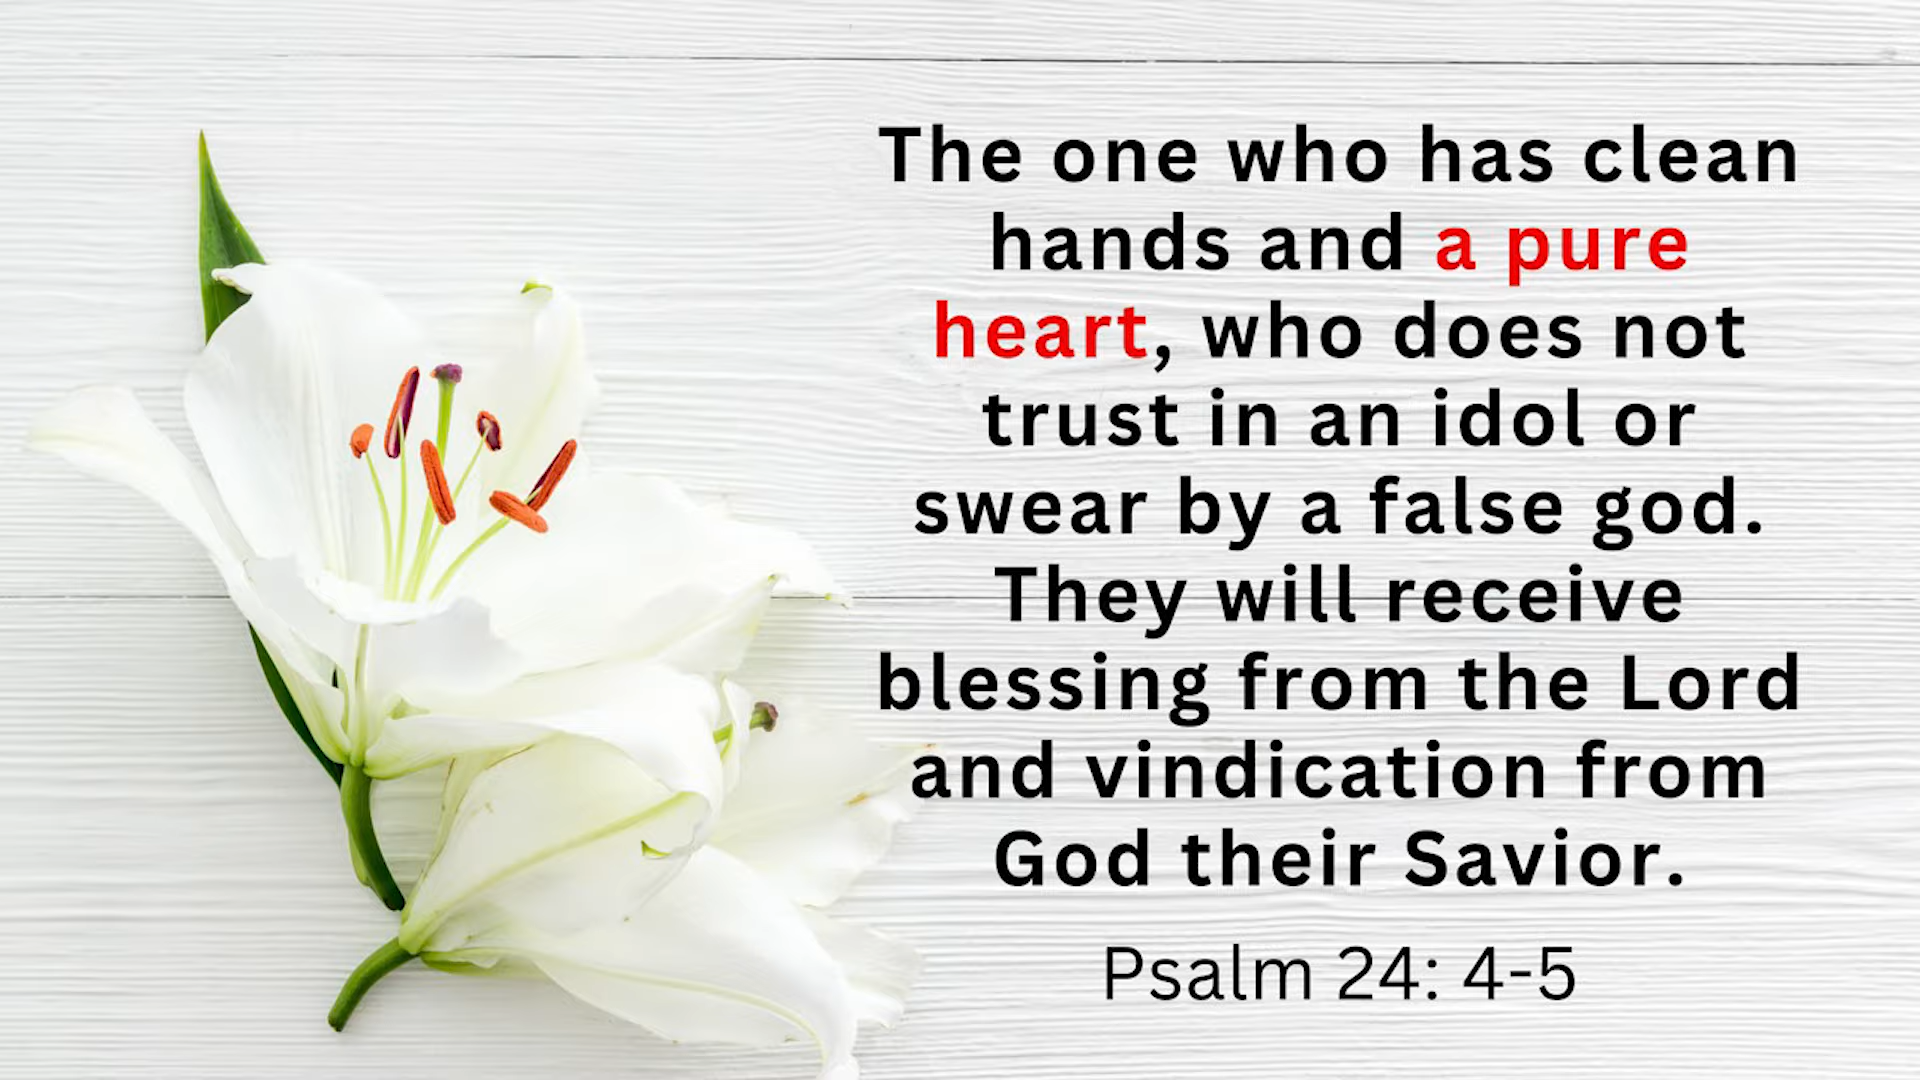 The one who has clean
hands and a pure
heart, who does not
trust in an idol or
swear by a false god.
They will receive
blessing from the Lord
and vindication from
God their Savior.
Psalm 24: 4-5